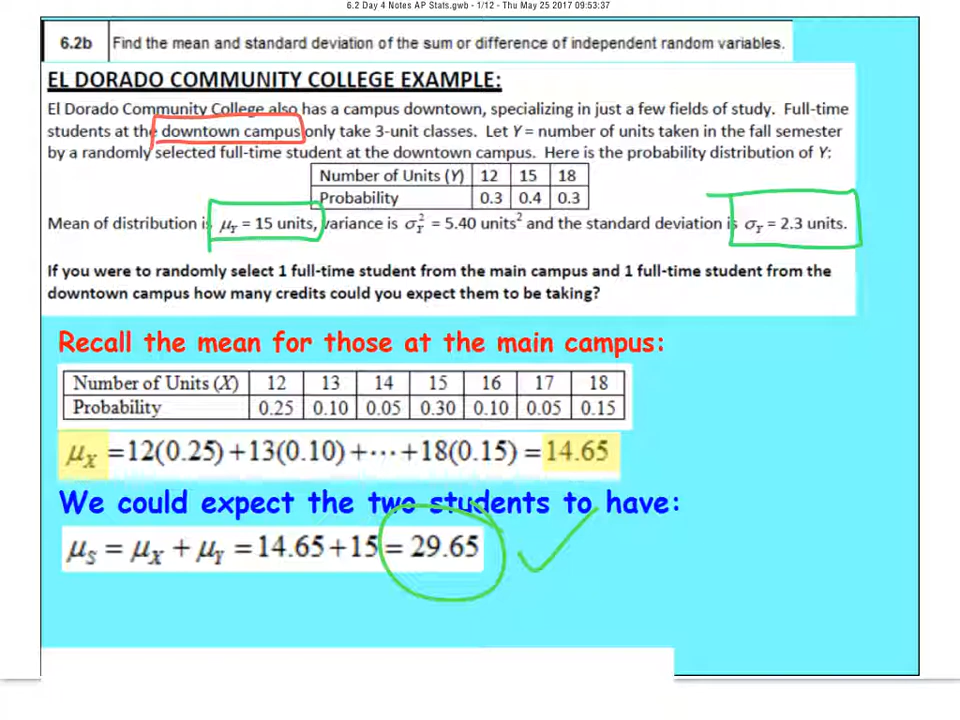 6.2 Day 4 Notes AP Stats.gwb - 1/12 - Thu May 25 2017 09:53:37
6.2b Find the mean and standard deviation of the sum or difference of independent random variables.
EL DORADO COMMUNITY COLLEGE EXAMPLE:
El Dorado Community College also has a campus downtown, specializing in just a few fields of study. Full-time
students at the downtown campus only take 3-unit classes. Let Y = number of units taken in the fall semester
by a randomly selected full-time student at the downtown campus. Here is the probability distribution of Y:
Number of Units (Y) 12 15 18
Probability 0.3 0.4 0.3
Mean of distribution is μ_Y = 15 units, variance is σ²_Y = 5.40 units² and the standard deviation is σ_Y = 2.3 units.
If you were to randomly select 1 full-time student from the main campus and 1 full-time student from the
downtown campus how many credits could you expect them to be taking?
Recall the mean for those at the main campus:
Number of Units (X) 12 13 14 15 16 17 18
Probability 0.25 0.10 0.05 0.30 0.10 0.05 0.15
μ_X =12(0.25)+13(0.10)+⋯+18(0.15) =14.65
We could expect the two students to have:
μ_S = μ_X + μ_Y =14.65+15 = 29.65